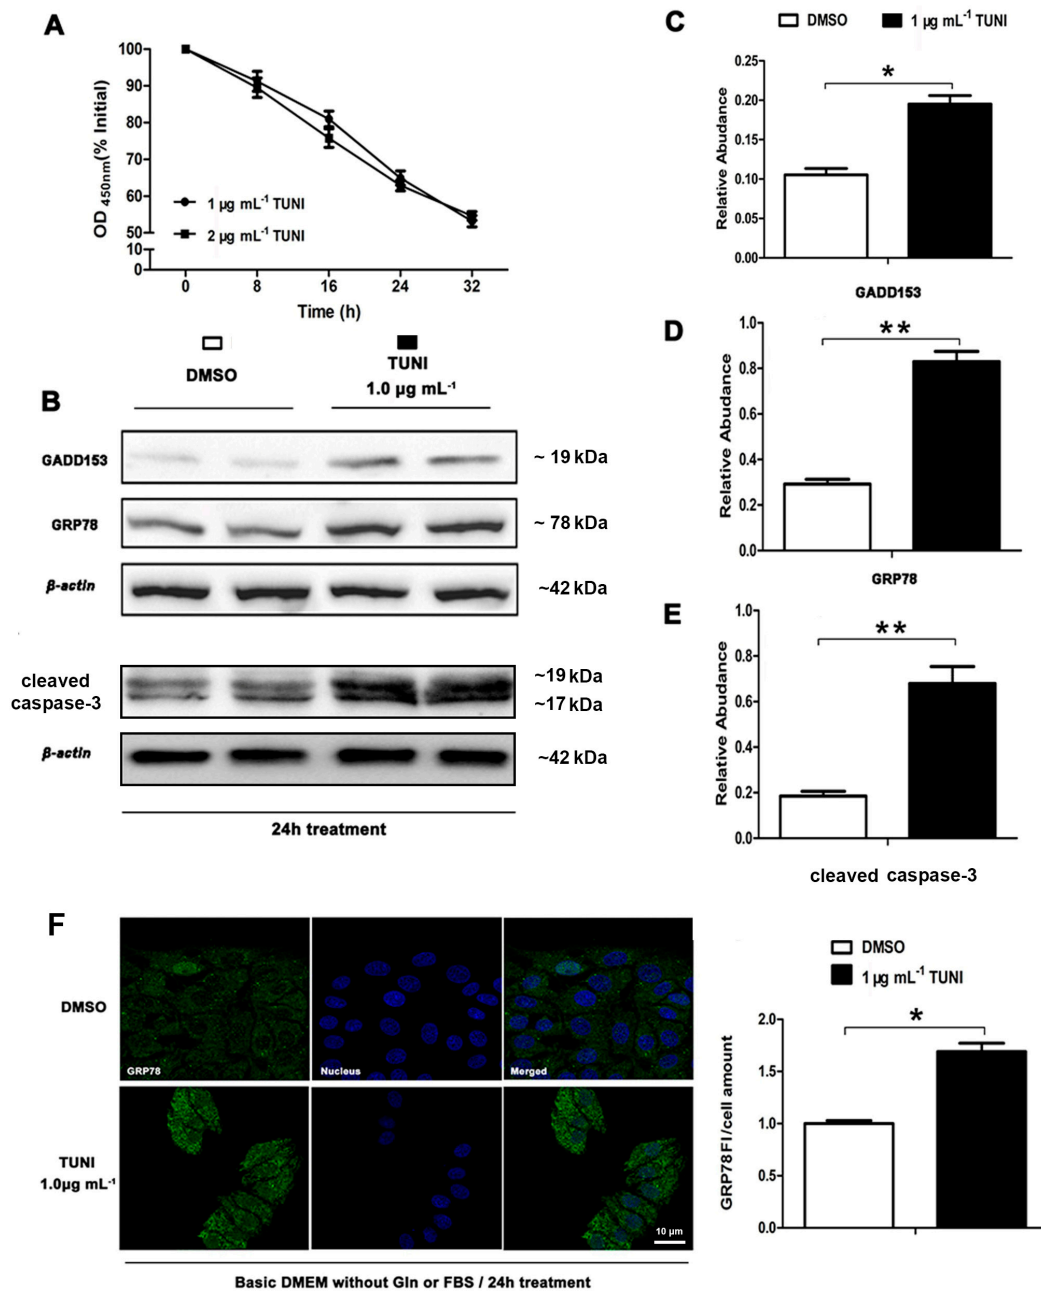 A
100
90
80
70
60
50
10
0
OD 450nm(% Initial)
1 µg mL-1 TUNI
2 µg mL-1 TUNI
0 8 16 24 32
Time (h)
B
DMSO
TUNI
1.0 µg mL-1
GADD153
~ 19 kDa
GRP78
~ 78 kDa
β-actin
~42 kDa
cleaved
caspase-3
~19 kDa
~17 kDa
β-actin
~42 kDa
24h treatment
C
DMSO
1 µg mL-1 TUNI
0.25
0.20
0.15
0.10
0.05
0.00
Relative Abudance
*
GADD153
D
1.0
0.8
0.6
0.4
0.2
0.0
Relative Abudance
**
GRP78
E
1.0
0.8
0.6
0.4
0.2
0.0
Relative Abudance
**
cleaved caspase-3
F
DMSO
GRP78
Nucleus
Merged
TUNI
1.0µg mL-1
10 µm
Basic DMEM without Gln or FBS / 24h treatment
DMSO
1 µg mL-1 TUNI
2.0
1.5
1.0
0.5
0.0
GRP78 FI/cell amount
*